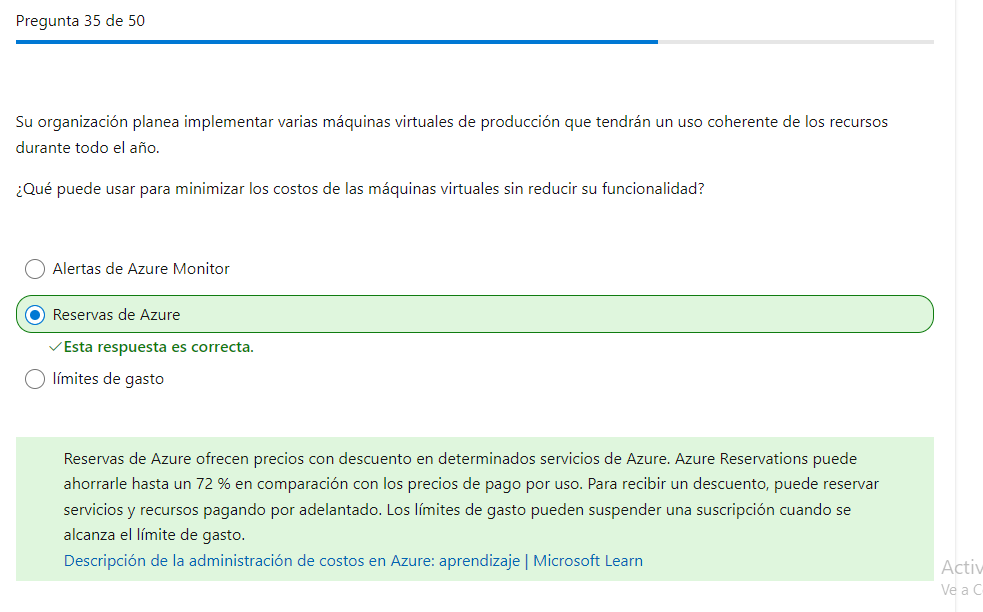 Pregunta 35 de 50
Su organización planea implementar varias máquinas virtuales de producción que tendrán un uso coherente de los recursos
durante todo el año.
¿Qué puede usar para minimizar los costos de las máquinas virtuales sin reducir su funcionalidad?
Alertas de Azure Monitor
Reservas de Azure
Esta respuesta es correcta.
límites de gasto
Reservas de Azure ofrecen precios con descuento en determinados servicios de Azure. Azure Reservations puede
ahorrarle hasta un 72 % en comparación con los precios de pago por uso. Para recibir un descuento, puede reservar
servicios y recursos pagando por adelantado. Los límites de gasto pueden suspender una suscripción cuando se
alcanza el límite de gasto.
Descripción de la administración de costos en Azure: aprendizaje | Microsoft Learn
Activ
Ve a C